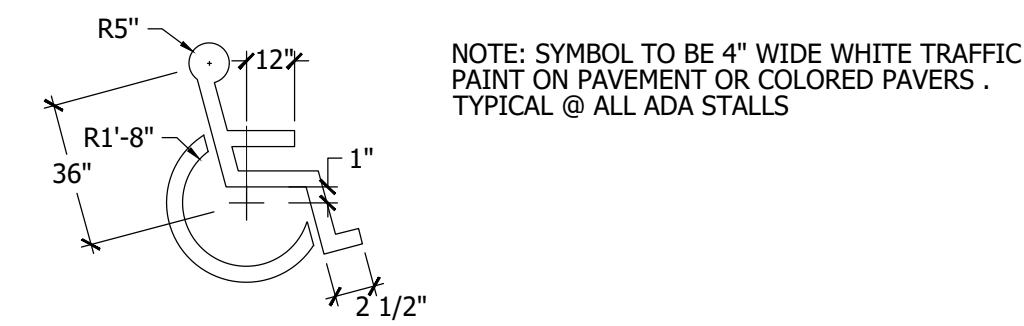 R5"
12"
NOTE: SYMBOL TO BE 4" WIDE WHITE TRAFFIC
PAINT ON PAVEMENT OR COLORED PAVERS .
TYPICAL @ ALL ADA STALLS
R1'-8"
1"
36"
2 1/2"